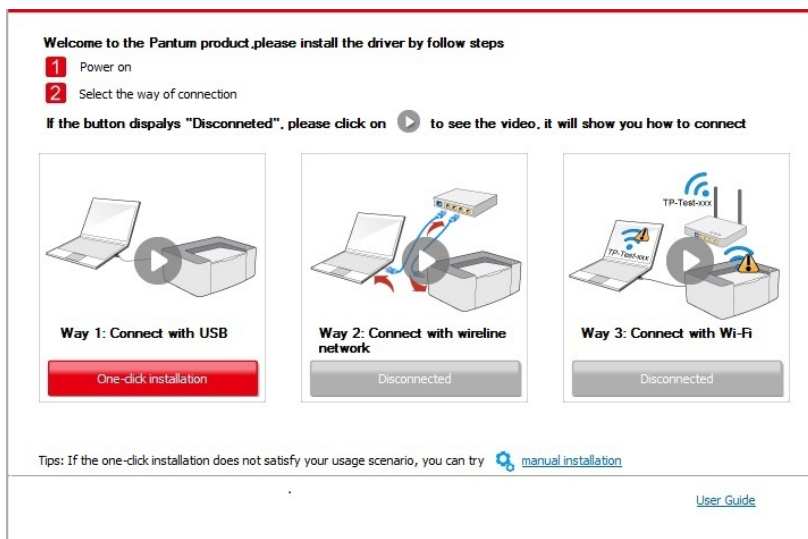 Welcome to the Pantum product,please install the driver by follow steps
1 Power on
2 Select the way of connection
If the button dispalys "Disconneted", please click on to see the video, it will show you how to connect
TP-Test-xxx
TP-Test-xxx
Way 1: Connect with USB
One-click installation
Way 2: Connect with wireline
network
Disconnected
Way 3: Connect with Wi-Fi
Disconnected
Tips: If the one-click installation does not satisfy your usage scenario, you can try manual installation
User Guide